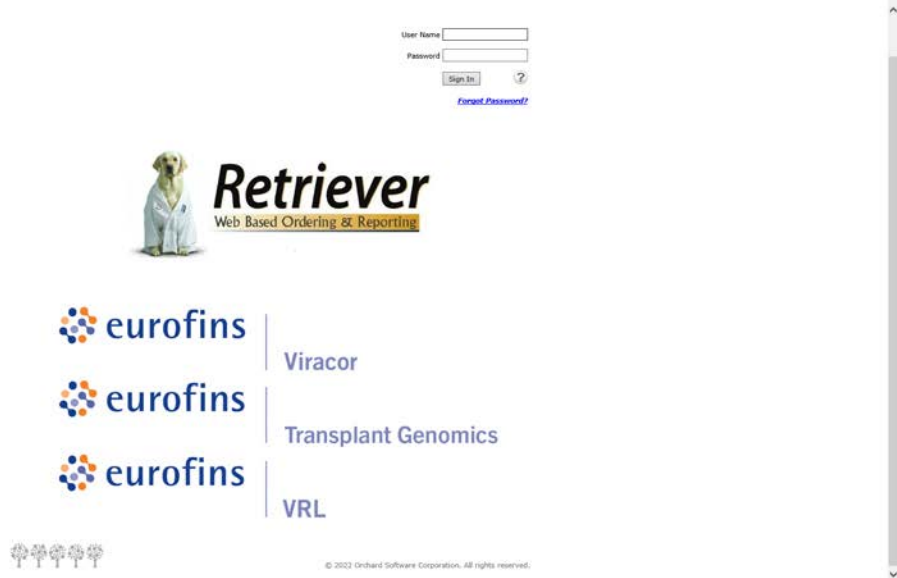 User Name
Password
Sign In
?
Forgot Password?
Retriever
Web Based Ordering & Reporting
eurofins
Viracor
eurofins
Transplant Genomics
eurofins
VRL
© 2022 Orchard Software Corporation. All rights reserved.